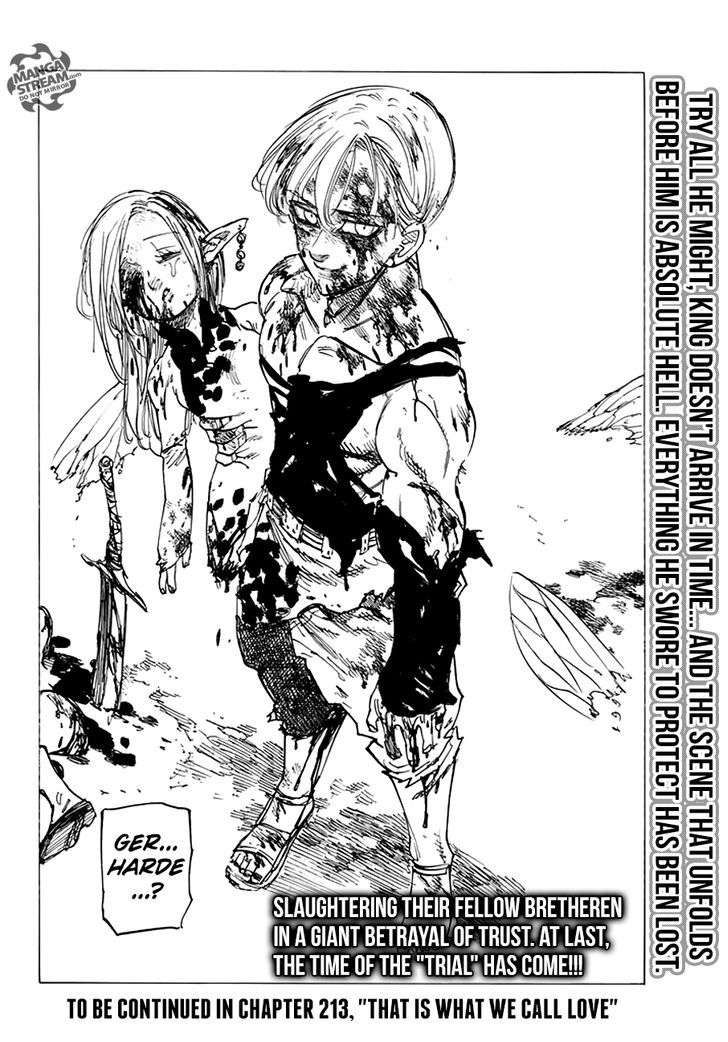 MANGA
STREAM.com
DO NOT MIRROR
TRY ALL HE MIGHT, KING DOESN'T ARRIVE IN TIME... AND THE SCENE THAT UNFOLDS
BEFORE HIM IS ABSOLUTE HELL. EVERYTHING HE SWORE TO PROTECT HAS BEEN LOST.
GER...
HARDE
...?
SLAUGHTERING THEIR FELLOW BRETHEREN
IN A GIANT BETRAYAL OF TRUST. AT LAST,
THE TIME OF THE "TRIAL" HAS COME!!!
TO BE CONTINUED IN CHAPTER 213, "THAT IS WHAT WE CALL LOVE"